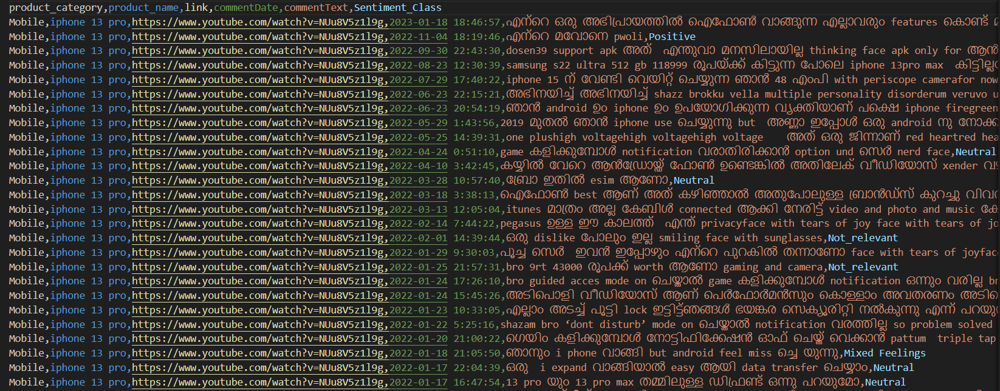 product_category,product_name,link,commentDate,commentText,Sentiment_Class
Mobile,iphone 13 pro,https://www.youtube.com/watch?v=NUu8V5z1l9g,2023-01-18 18:46:57,എന്റെ ഒരു അഭിപ്രായത്തിൽ ഐഫോൺ വാങ്ങുന്ന എല്ലാവരും features കൊണ്ട്
Mobile,iphone 13 pro,https://www.youtube.com/watch?v=NUu8V5z1l9g,2022-11-04 18:19:46,എന്റെ മവോനെ pwoli,Positive
Mobile,iphone 13 pro,https://www.youtube.com/watch?v=NUu8V5z1l9g,2022-09-30 22:43:30,dosen39 support apk അത്  എന്തുവാ മനസിലായില്ല thinking face apk only for ആൻ
Mobile,iphone 13 pro,https://www.youtube.com/watch?v=NUu8V5z1l9g,2022-08-23 12:30:39,samsung s22 ultra 512 gb 118999 രൂപയ്ക്ക് കിട്ടുന്ന പോലെ iphone 13pro max  കിട്ടില്ല
Mobile,iphone 13 pro,https://www.youtube.com/watch?v=NUu8V5z1l9g,2022-07-29 17:40:22,iphone 15 ന് വേണ്ടി വെയിറ്റ് ചെയ്യുന്ന ഞാൻ 48 എംപി with periscope camerafor now
Mobile,iphone 13 pro,https://www.youtube.com/watch?v=NUu8V5z1l9g,2022-06-23 22:15:21,അഭിനയിച്ച് അഭിനയിച്ച് shazz brokku vella multiple personality disorderum veruvo u
Mobile,iphone 13 pro,https://www.youtube.com/watch?v=NUu8V5z1l9g,2022-06-23 20:54:19,ഞാൻ android ഉം iphone ഉം ഉപയോഗിക്കുന്ന വ്യക്തിയാണ് പക്ഷെ iphone firegreen
Mobile,iphone 13 pro,https://www.youtube.com/watch?v=NUu8V5z1l9g,2022-05-29 1:43:56,2019 മുതൽ ഞാൻ iphone use ചെയ്യുന്നു but  അണ്ണാ ഇപ്പോൾ ഒരു android നു നോക്ക
Mobile,iphone 13 pro,https://www.youtube.com/watch?v=NUu8V5z1l9g,2022-05-25 14:39:31,one plushigh voltagehigh voltagehigh voltage    അത് ഒരു ജിന്നാണ് red heartred hea
Mobile,iphone 13 pro,https://www.youtube.com/watch?v=NUu8V5z1l9g,2022-04-24 0:51:10,game കളിക്കുമ്പോൾ notification വരാതിരിക്കാൻ option und സെർ nerd face,Neutral
Mobile,iphone 13 pro,https://www.youtube.com/watch?v=NUu8V5z1l9g,2022-04-10 3:42:45,കയ്യിൽ വേറെ ആൻഡ്രോയ്ഡ് ഫോൺ ഉണ്ടെങ്കിൽ അതിലേക് വീഡിയോസ് xender വഴ
Mobile,iphone 13 pro,https://www.youtube.com/watch?v=NUu8V5z1l9g,2022-03-28 10:57:40,ബ്രോ ഇതിൽ esim ആണോ,Neutral
Mobile,iphone 13 pro,https://www.youtube.com/watch?v=NUu8V5z1l9g,2022-03-18 3:38:13,ഐഫോൺ best ആണ് അത് കഴിഞ്ഞാൽ അതുപോലുള്ള ബ്രാൻഡ്സ് കുറച്ചു വിവര
Mobile,iphone 13 pro,https://www.youtube.com/watch?v=NUu8V5z1l9g,2022-03-13 12:05:04,itunes മാത്രം അല്ല കേബിൾ connected ആക്കി നേരിട്ട് video and photo and music കേ
Mobile,iphone 13 pro,https://www.youtube.com/watch?v=NUu8V5z1l9g,2022-02-14 7:44:22,pegasus ഉള്ള ഈ കാലത്ത്  എന്ത് privacyface with tears of joy face with tears of jo
Mobile,iphone 13 pro,https://www.youtube.com/watch?v=NUu8V5z1l9g,2022-02-01 14:39:44,ഒരു dislike പോലും ഇല്ല smiling face with sunglasses,Not_relevant
Mobile,iphone 13 pro,https://www.youtube.com/watch?v=NUu8V5z1l9g,2022-01-29 9:30:03,പൂച്ച സെർ  ഇവൻ ഇപ്പോഴും എന്റെ പുറകിൽ തന്നാണോ face with tears of joyfac
Mobile,iphone 13 pro,https://www.youtube.com/watch?v=NUu8V5z1l9g,2022-01-25 21:57:31,bro 9rt 43000 രൂപക്ക് worth ആണോ gaming and camera,Not_relevant
Mobile,iphone 13 pro,https://www.youtube.com/watch?v=NUu8V5z1l9g,2022-01-24 17:26:10,bro guided acces mode on ചെയ്താൽ game കളിക്കുമ്പോൾ notification ഒന്നും വരില്ല br
Mobile,iphone 13 pro,https://www.youtube.com/watch?v=NUu8V5z1l9g,2022-01-24 15:45:26,അടിപൊളി വീഡിയോസ് ആണ് പെർഫോർമൻസും കൊള്ളാം അവതരണം അടിപ
Mobile,iphone 13 pro,https://www.youtube.com/watch?v=NUu8V5z1l9g,2022-01-23 10:33:05,എല്ലാം അടച്ച് പൂട്ടി lock ഇട്ടിട്ട്ഞങ്ങൾ ഭയങ്കര സെക്യൂരിറ്റി നൽകുന്നു എന്ന് പറയു
Mobile,iphone 13 pro,https://www.youtube.com/watch?v=NUu8V5z1l9g,2022-01-22 5:25:16,shazam bro ‘dont disturb’ mode on ചെയ്താൽ notification വരത്തില്ല so problem solved
Mobile,iphone 13 pro,https://www.youtube.com/watch?v=NUu8V5z1l9g,2022-01-20 21:00:22,ഗെയിം കളിക്കുമ്പോൾ നോട്ടിഫിക്കേഷൻ ഓഫ് ചെയ്ത് വെക്കാൻ pattum  triple tap
Mobile,iphone 13 pro,https://www.youtube.com/watch?v=NUu8V5z1l9g,2022-01-18 21:05:50,ഞാനും i phone വാങ്ങി but android feel miss ച്ചെ യുന്നു,Mixed Feelings
Mobile,iphone 13 pro,https://www.youtube.com/watch?v=NUu8V5z1l9g,2022-01-17 22:04:39,ഒരു  i expand വാങ്ങിയാൽ easy ആയി data transfer ചെയ്യാം,Neutral
Mobile,iphone 13 pro,https://www.youtube.com/watch?v=NUu8V5z1l9g,2022-01-17 16:47:54,13 pro യും 13 pro max തമ്മിലുള്ള ഡിഫ്രണ്ട് ഒന്നു പറയുമോ,Neutral